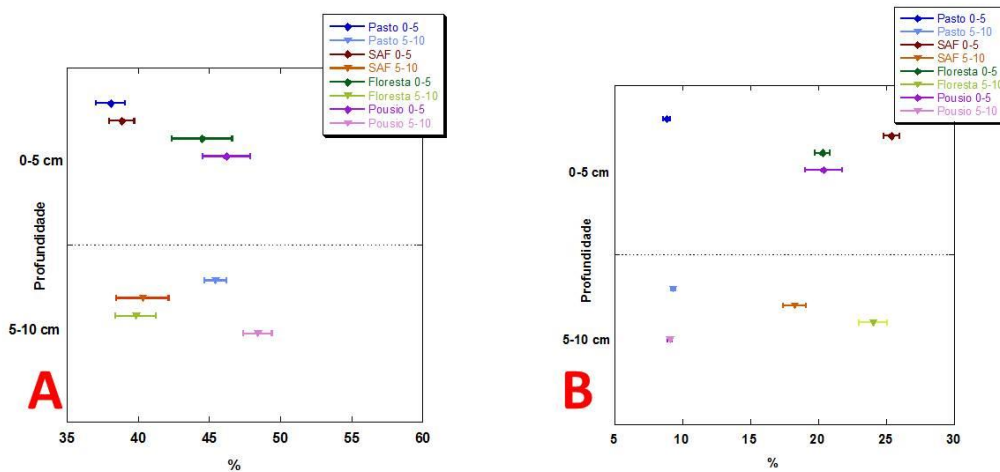 Pasto 0-5
Pasto 5-10
SAF 0-5
SAF 5-10
Floresta 0-5
Floresta 5-10
Pousio 0-5
Pousio 5-10
0-5 cm
Profundidade
5-10 cm
A
35 40 45 50 55 60
%
Pasto 0-5
Pasto 5-10
SAF 0-5
SAF 5-10
Floresta 0-5
Floresta 5-10
Pousio 0-5
Pousio 5-10
0-5 cm
Profundidade
5-10 cm
B
5 10 15 20 25 30
%